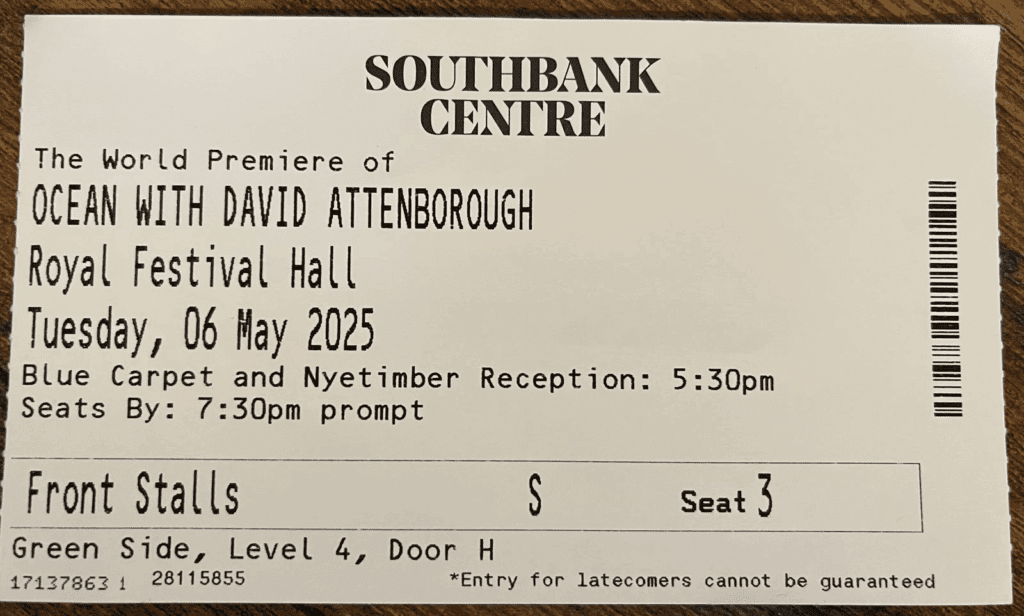 SOUTHBANK
CENTRE
The World Premiere of
OCEAN WITH DAVID ATTENBOROUGH
Royal Festival Hall
Tuesday, 06 May 2025
Blue Carpet and Nyetimber Reception: 5:30pm
Seats By: 7:30pm prompt
Front Stalls S Seat 3
Green Side, Level 4, Door H
17137863 1 28115855 *Entry for latecomers cannot be guaranteed